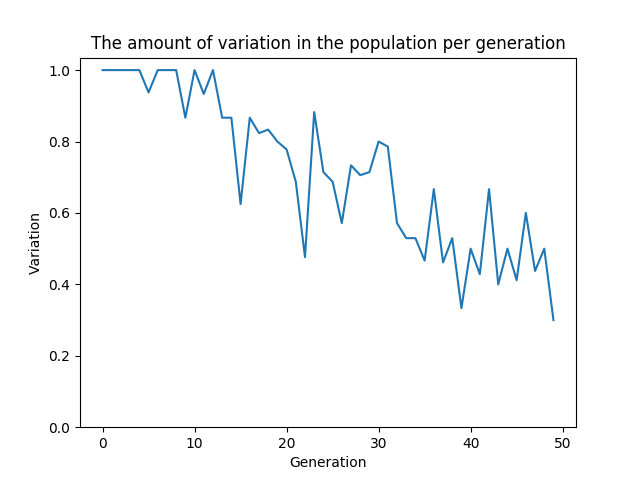 The amount of variation in the population per generation
1.0
0.8
0.6
0.4
0.2
0.0
Variation
0 10 20 30 40 50
Generation